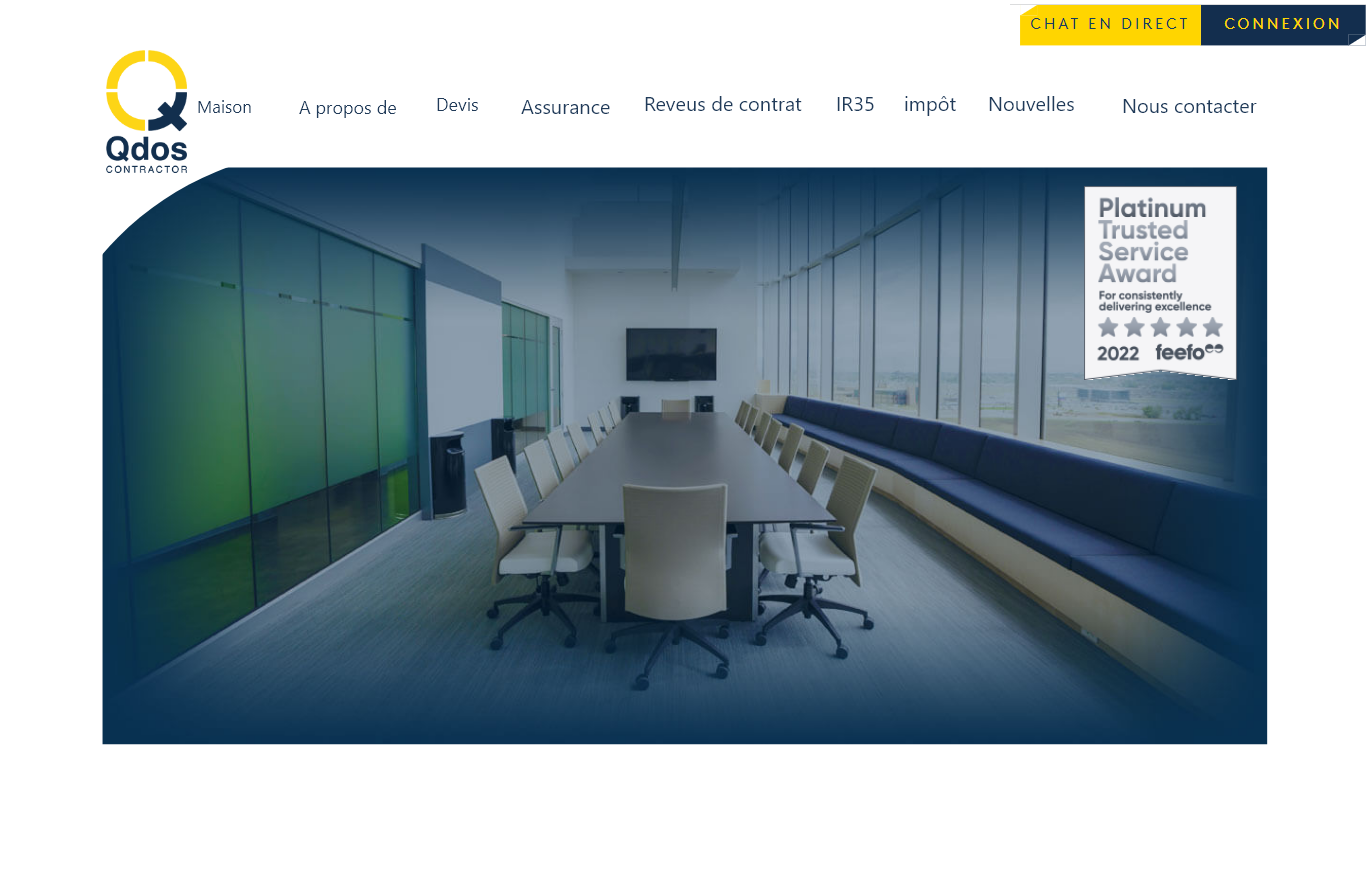 CHAT EN DIRECT CONNEXION
Qdos
CONTRACTOR
Maison A propos de Devis Assurance Reveus de contrat IR35 impôt Nouvelles Nous contacter
Platinum
Trusted
Service
Award
For consistently
delivering excellence
2022 feefo